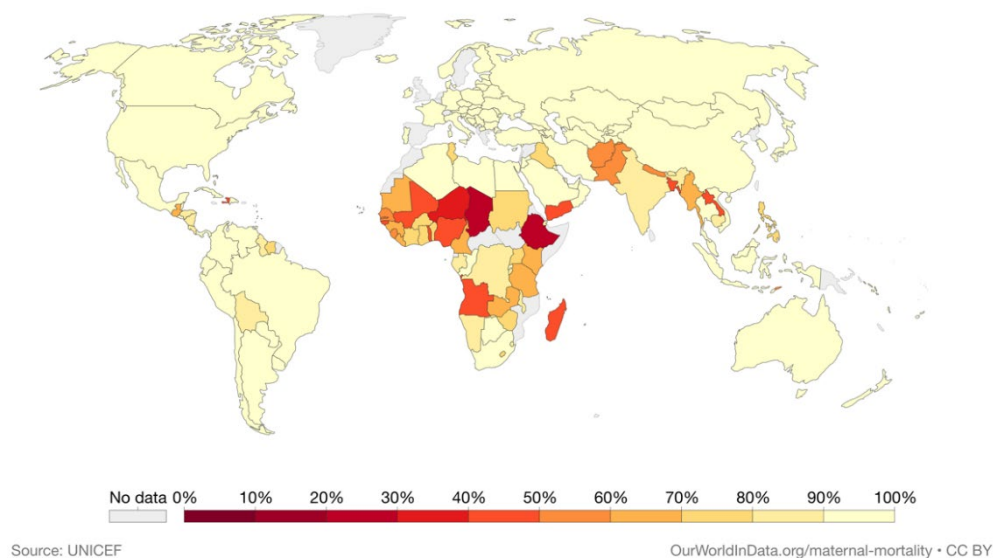 No data 0% 10% 20% 30% 40% 50% 60% 70% 80% 90% 100%
Source: UNICEF OurWorldInData.org/maternal-mortality • CC BY